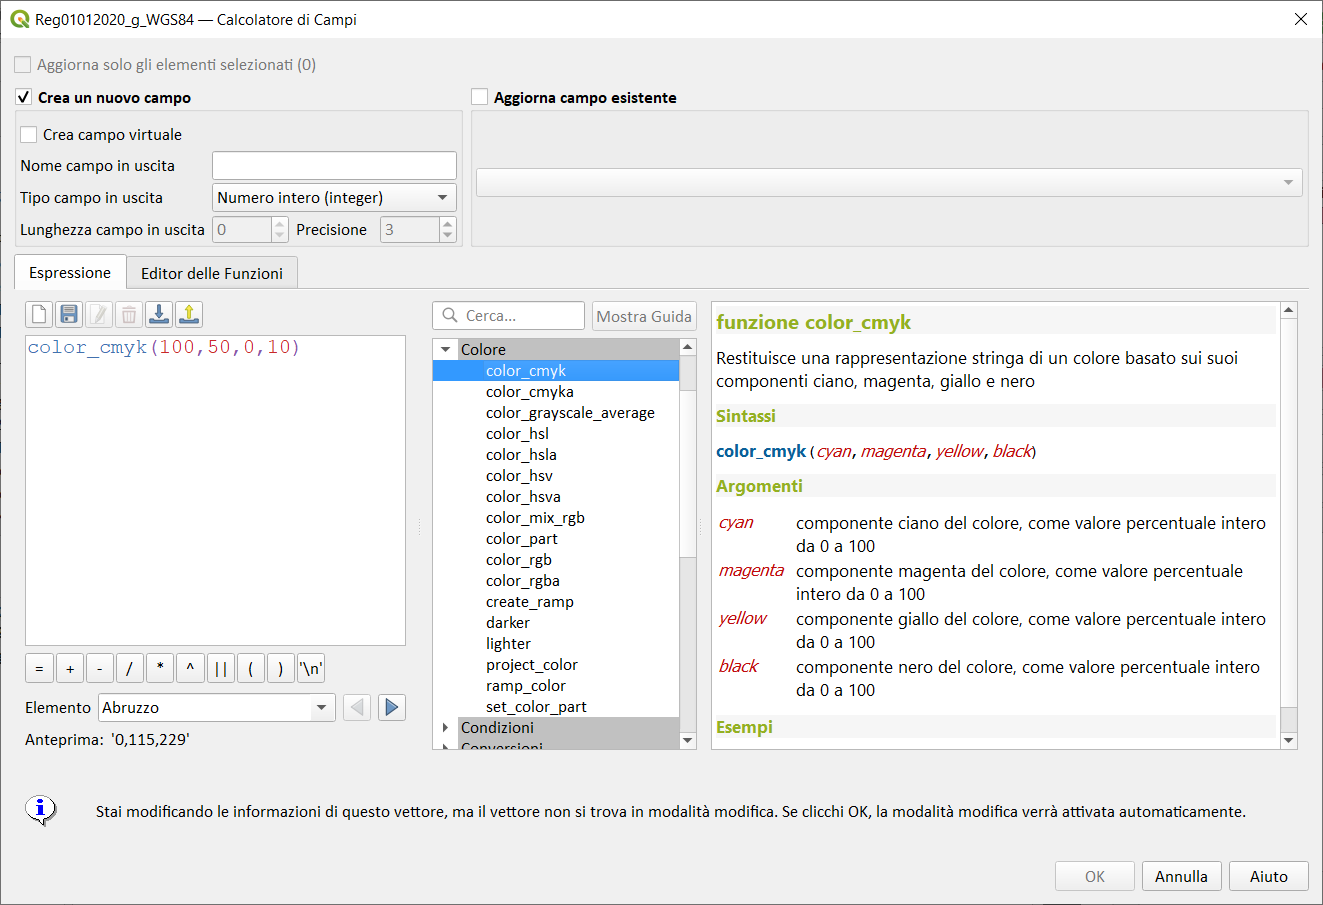 Reg01012020_g_WGS84 — Calcolatore di Campi
Aggiorna solo gli elementi selezionati (0)
Crea un nuovo campo
Aggiorna campo esistente
Crea campo virtuale
Nome campo in uscita
Tipo campo in uscita Numero intero (integer)
Lunghezza campo in uscita 0 Precisione 3
Espressione Editor delle Funzioni
color_cmyk(100,50,0,10)
= + - / * ^ || ( ) '\n'
Elemento Abruzzo
Anteprima: '0,115,229'
Cerca... Mostra Guida
Colore
color_cmyk
color_cmyka
color_grayscale_average
color_hsl
color_hsla
color_hsv
color_hsva
color_mix_rgb
color_part
color_rgb
color_rgba
create_ramp
darker
lighter
project_color
ramp_color
set_color_part
Condizioni
Conversioni
funzione color_cmyk
Restituisce una rappresentazione stringa di un colore basato sui suoi
componenti ciano, magenta, giallo e nero
Sintassi
color_cmyk(cyan, magenta, yellow, black)
Argomenti
cyan componente ciano del colore, come valore percentuale intero
da 0 a 100
magenta componente magenta del colore, come valore percentuale
intero da 0 a 100
yellow componente giallo del colore, come valore percentuale intero
da 0 a 100
black componente nero del colore, come valore percentuale intero
da 0 a 100
Esempi
Stai modificando le informazioni di questo vettore, ma il vettore non si trova in modalità modifica. Se clicchi OK, la modalità modifica verrà attivata automaticamente.
OK Annulla Aiuto